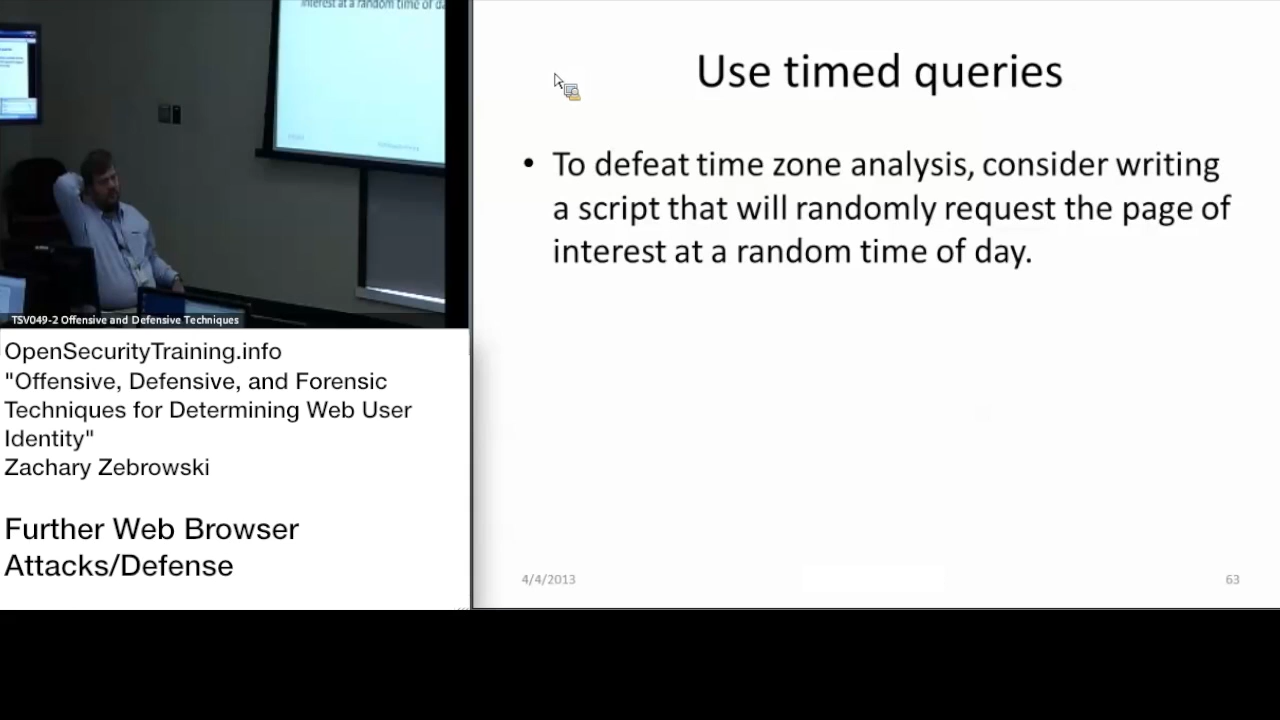 interest at a random time of da
TSV049-2 Offensive and Defensive Techniques
OpenSecurityTraining.info
"Offensive, Defensive, and Forensic
Techniques for Determining Web User
Identity"
Zachary Zebrowski
Further Web Browser
Attacks/Defense
Use timed queries
• To defeat time zone analysis, consider writing
a script that will randomly request the page of
interest at a random time of day.
4/4/2013
63